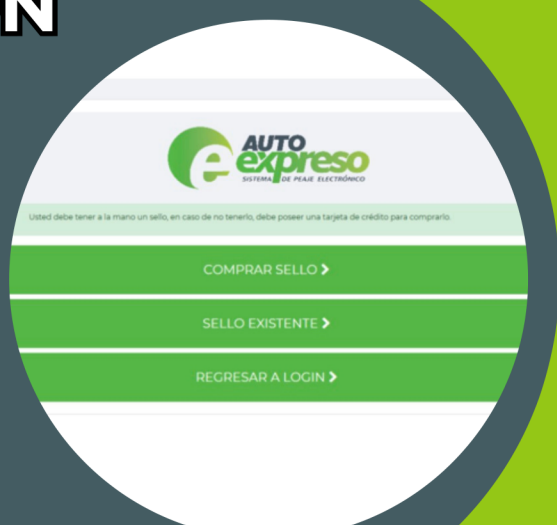 AUTO
expreso
SISTEMA DE PEAJE ELECTRÓNICO
Usted debe tener a la mano un sello, en caso de no tenerlo, debe poseer una tarjeta de crédito para comprarlo.
COMPRAR SELLO >
SELLO EXISTENTE >
REGRESAR A LOGIN >